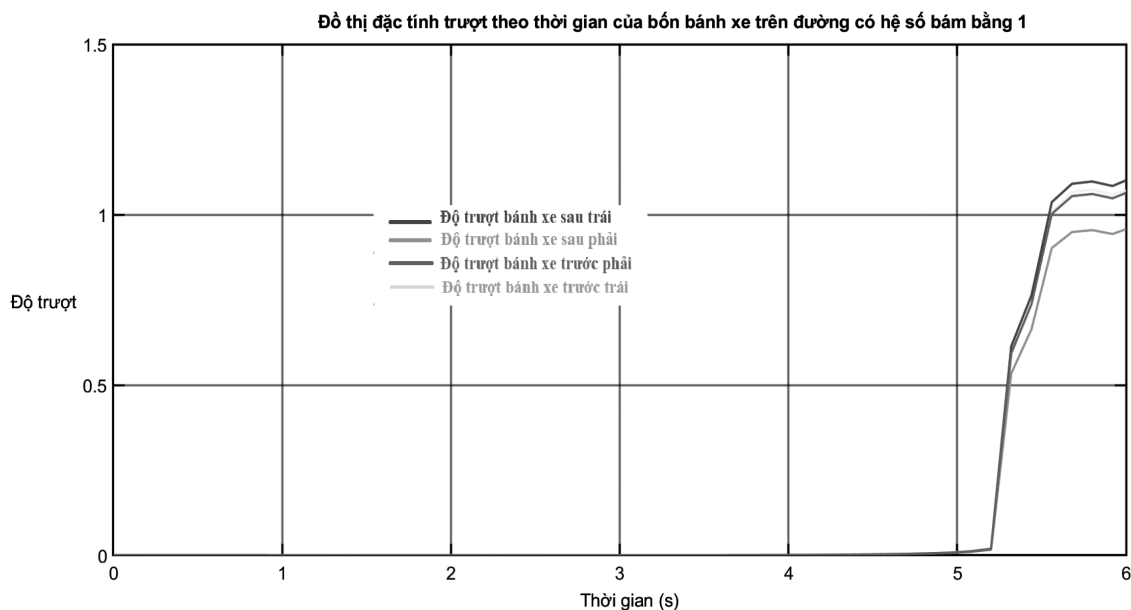 Đồ thị đặc tính trượt theo thời gian của bốn bánh xe trên đường có hệ số bám bằng 1
1.5
Độ trượt bánh xe sau trái
1
Độ trượt bánh xe sau phải
Độ trượt bánh xe trước phải
Độ trượt bánh xe trước trái
Độ trượt
0.5
0
0 1 2 3 4 5 6
Thời gian (s)